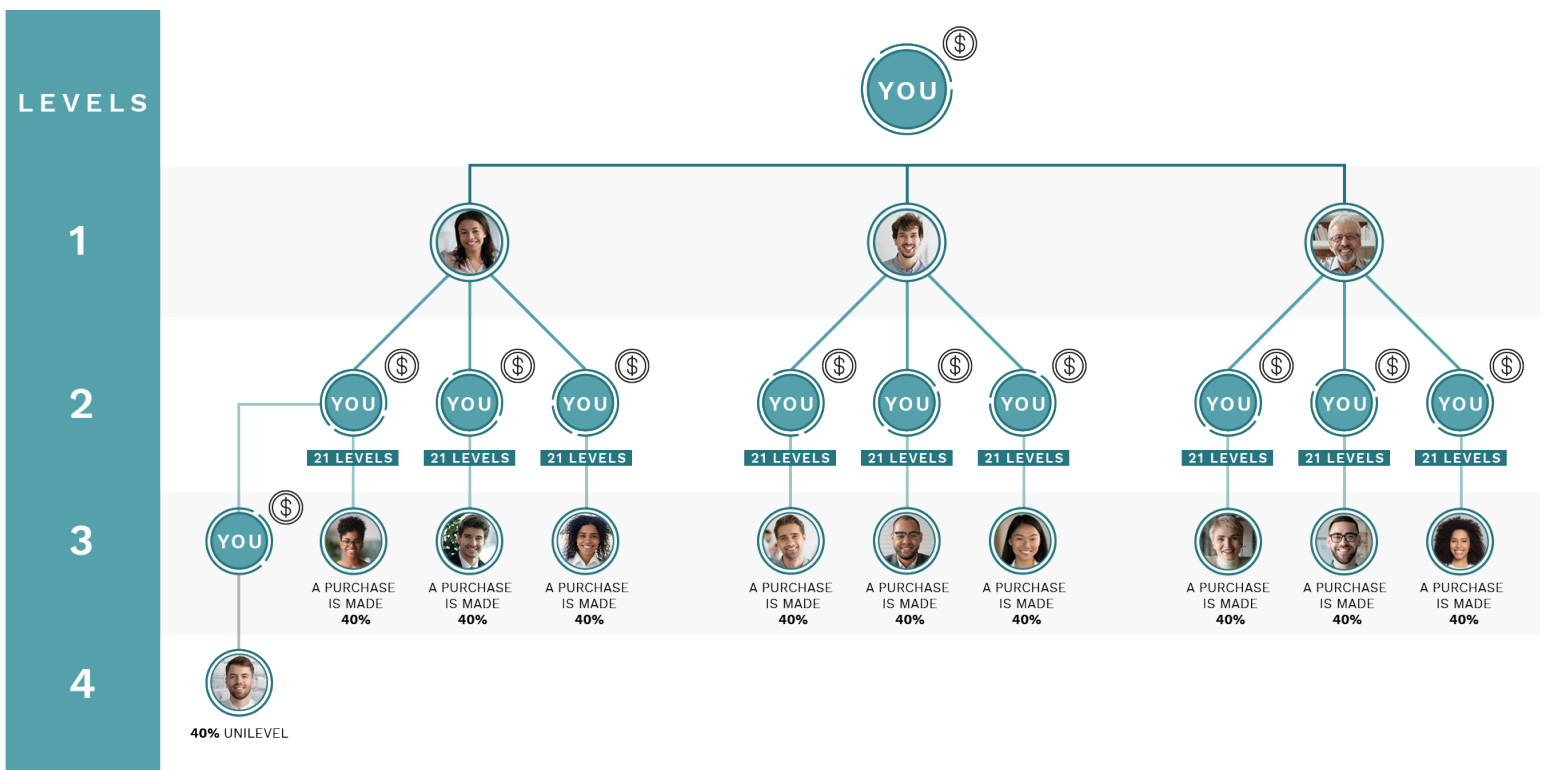 YOU
LEVELS
1
2
YOU
YOU
YOU
YOU
YOU
YOU
YOU
YOU
YOU
21 LEVELS
21 LEVELS
21 LEVELS
21 LEVELS
21 LEVELS
21 LEVELS
21 LEVELS
21 LEVELS
21 LEVELS
3
YOU
A PURCHASE
IS MADE
40%
A PURCHASE
IS MADE
40%
A PURCHASE
IS MADE
40%
A PURCHASE
IS MADE
40%
A PURCHASE
IS MADE
40%
A PURCHASE
IS MADE
40%
A PURCHASE
IS MADE
40%
A PURCHASE
IS MADE
40%
A PURCHASE
IS MADE
40%
4
40% UNILEVEL